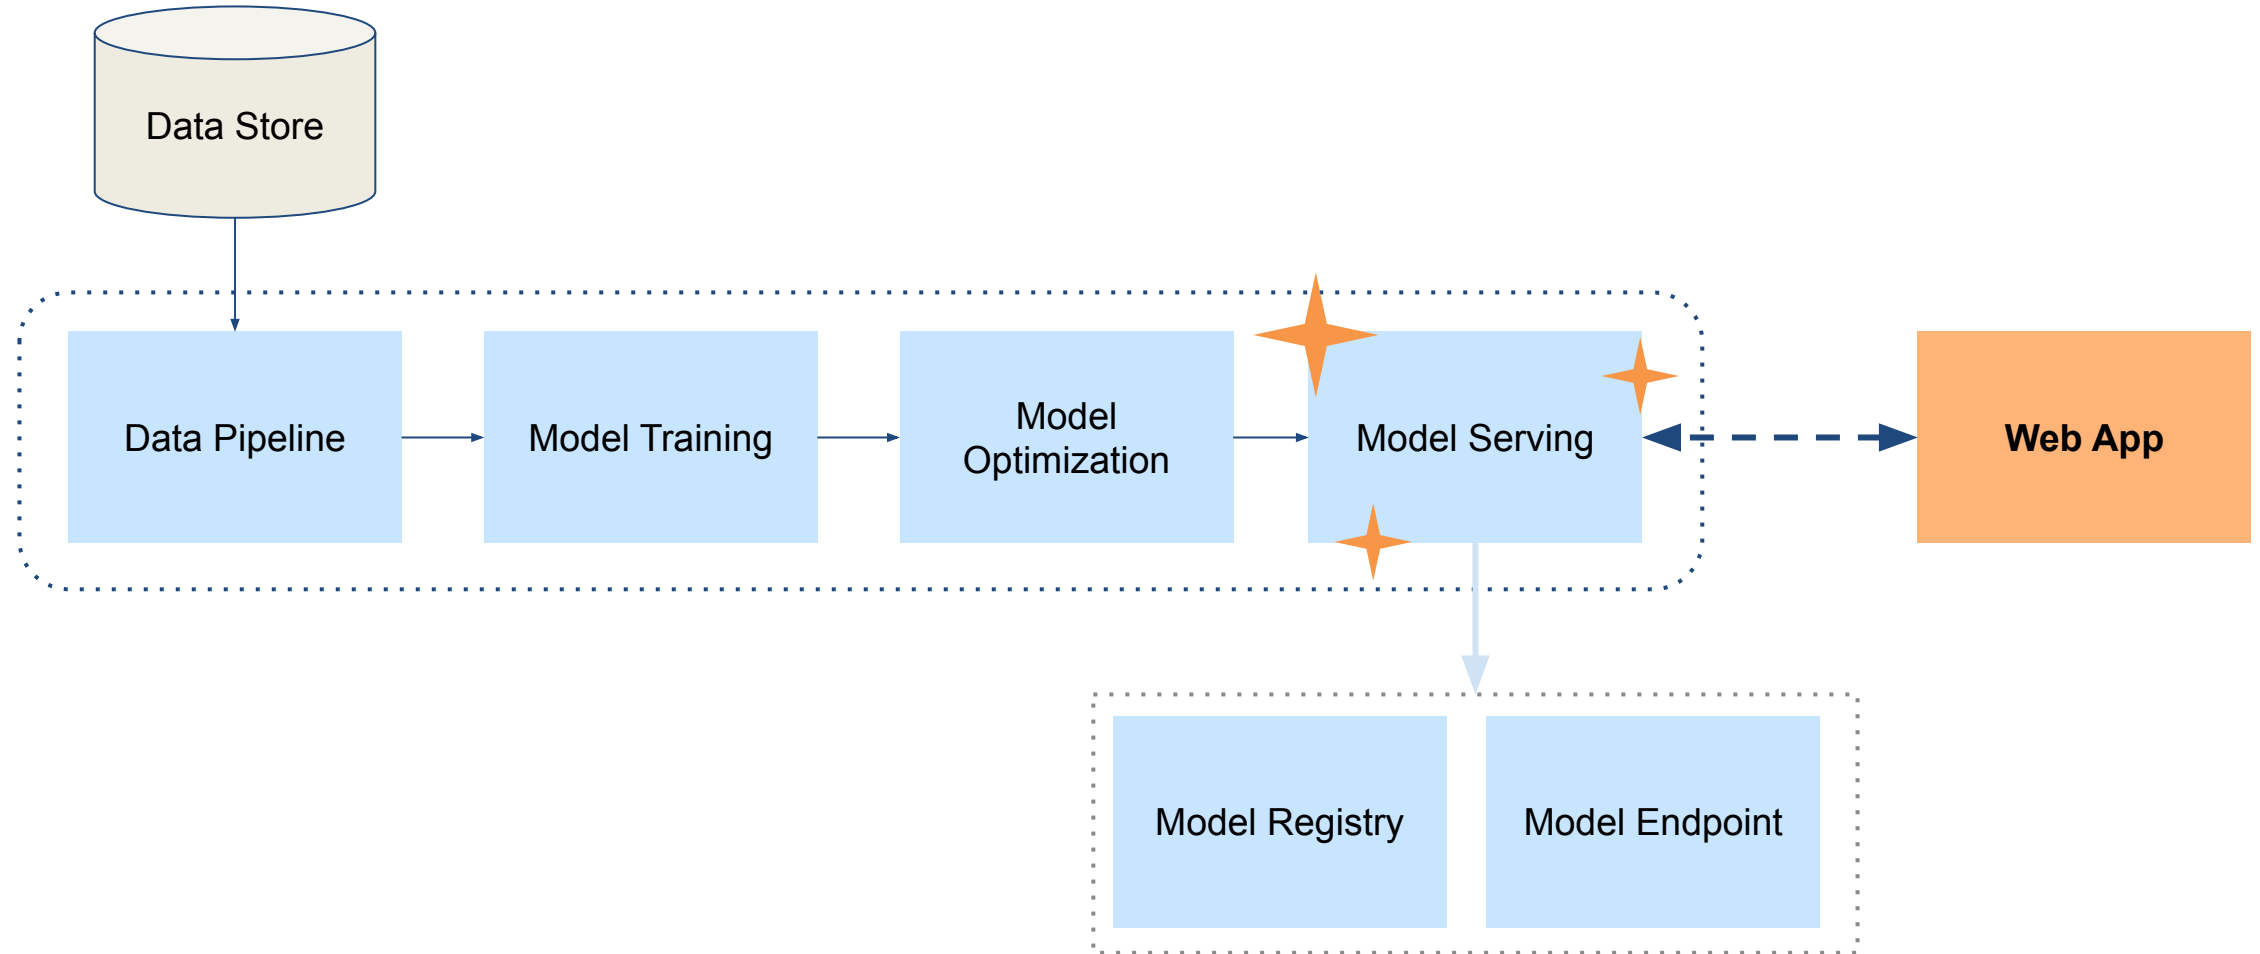 Data Store
Data Pipeline
Model Training
Model
Optimization
Model Serving
Web App
Model Registry
Model Endpoint